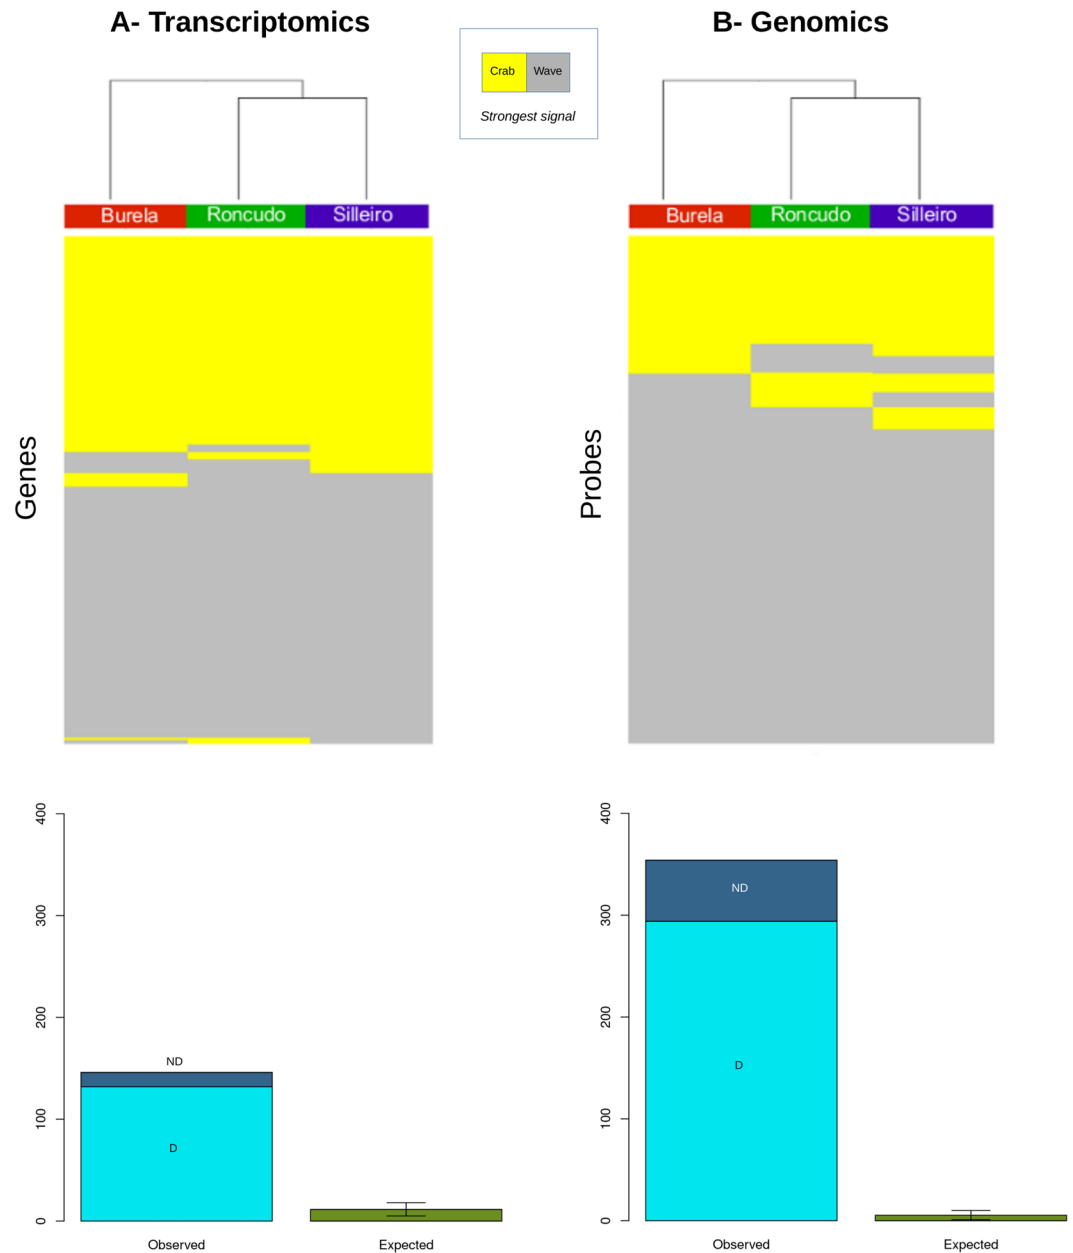 A- Transcriptomics
B- Genomics
Crab Wave
Strongest signal
Burela Roncudo Silleiro
Burela Roncudo Silleiro
Genes
Probes
400
300
200
100
0
ND
D
Observed Expected
400
300
200
100
0
ND
D
Observed Expected